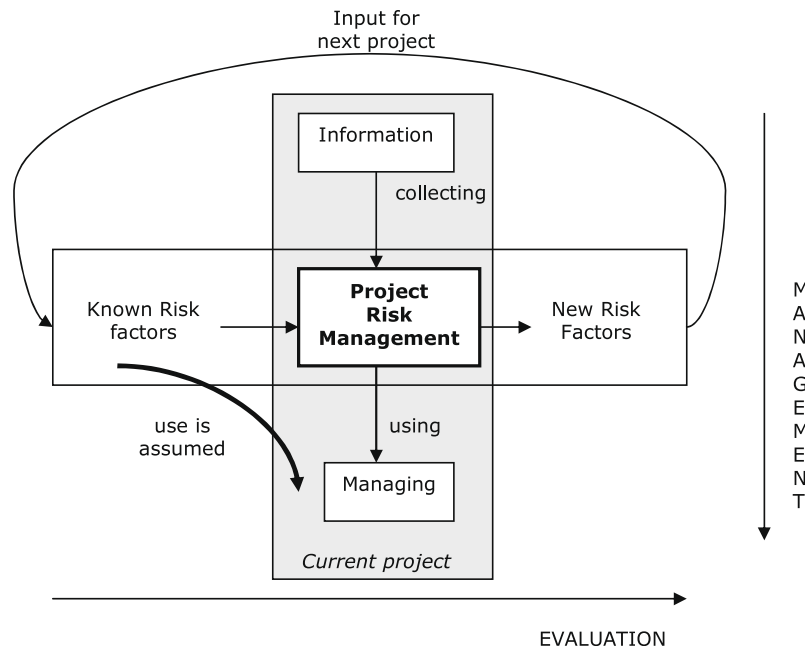 Input for
next project
Information
collecting
Known Risk
factors
Project
Risk
Management
New Risk
Factors
use is
assumed
using
Managing
Current project
EVALUATION
M
A
N
A
G
E
M
E
N
T